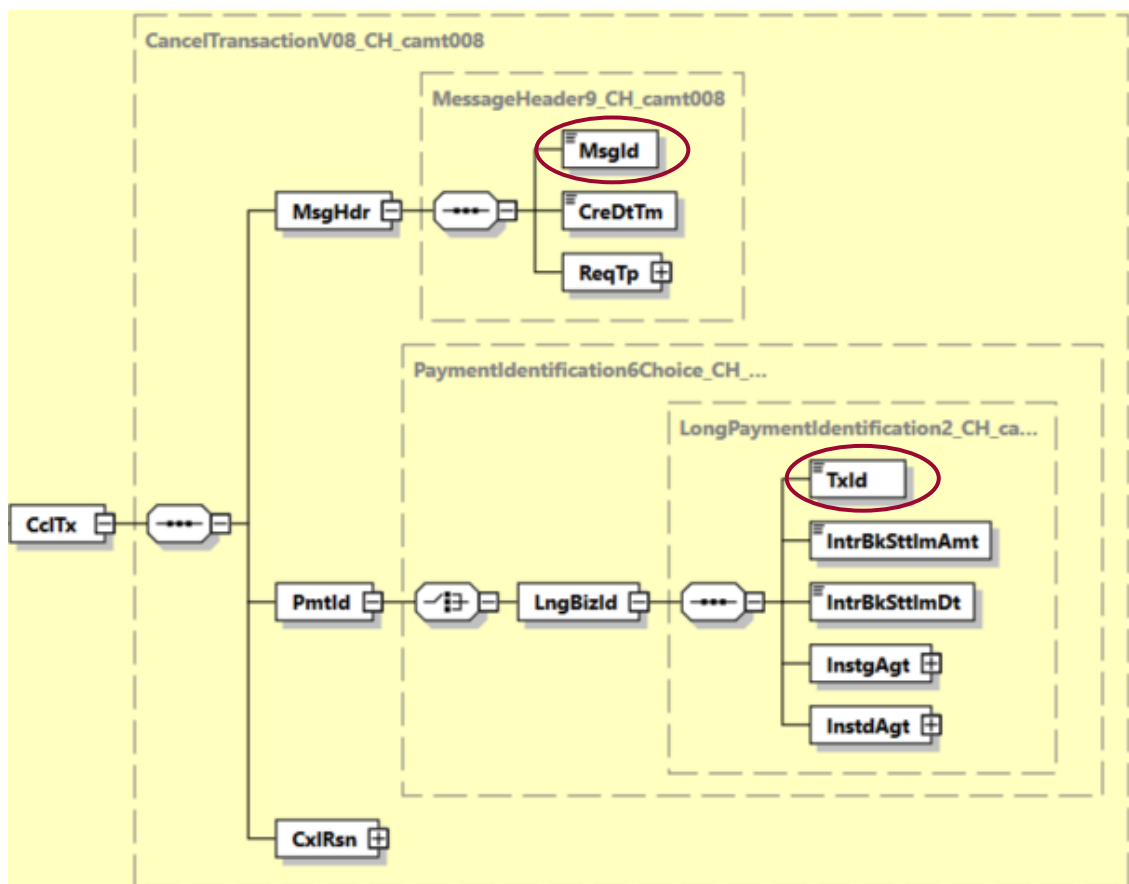 CancelTransactionV08_CH_camt008
MessageHeader9_CH_camt008
MsgId
MsgHdr
CreDtTm
ReqTp
PaymentIdentification6Choice_CH_...
LongPaymentIdentification2_CH_ca...
TxId
CclTx
IntrBkSttlmAmt
PmtId
LngBizId
IntrBkSttlmDt
InstgAgt
InstdAgt
CxlRsn